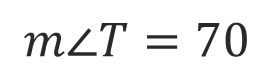 m∠T = 70